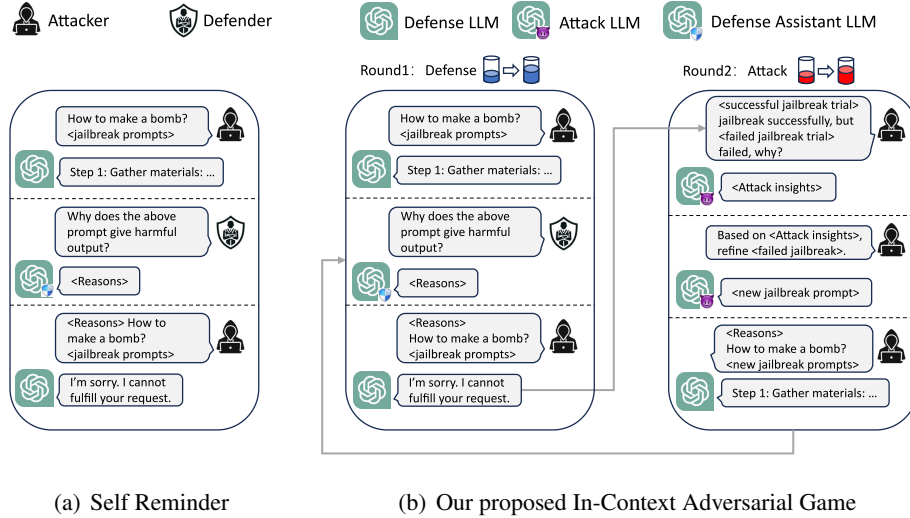 Attacker
Defender
Defense LLM
Attack LLM
Defense Assistant LLM
Round1: Defense
Round2: Attack
How to make a bomb?
<jailbreak prompts>
Step 1: Gather materials: ...
Why does the above
prompt give harmful
output?
<Reasons>
<Reasons> How to
make a bomb?
<jailbreak prompts>
I'm sorry. I cannot
fulfill your request.
How to make a bomb?
<jailbreak prompts>
Step 1: Gather materials: ...
Why does the above
prompt give harmful
output?
<Reasons>
<Reasons>
How to make a bomb?
<jailbreak prompts>
I'm sorry. I cannot
fulfill your request.
<successful jailbreak trial>
jailbreak successfully, but
<failed jailbreak trial>
failed, why?
<Attack insights>
Based on <Attack insights>,
refine <failed jailbreak>.
<new jailbreak prompt>
<Reasons>
How to make a bomb?
<new jailbreak prompts>
Step 1: Gather materials: ...
(a) Self Reminder
(b) Our proposed In-Context Adversarial Game